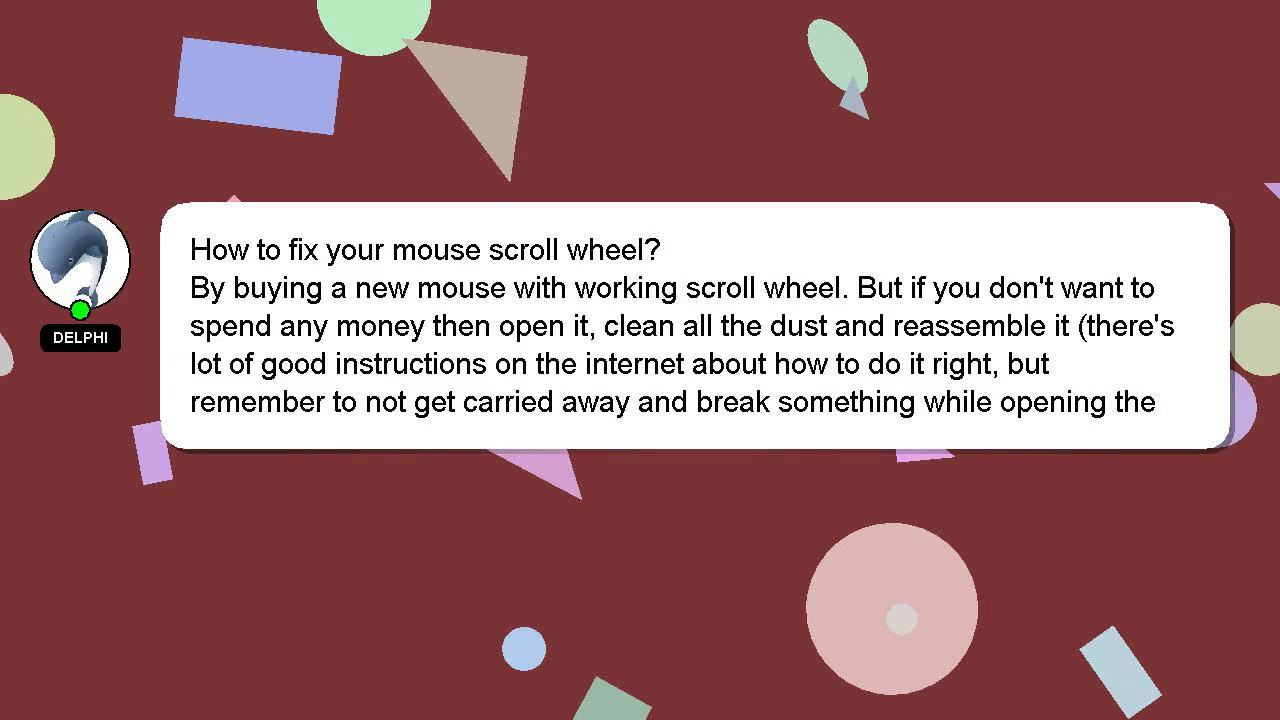 How to fix your mouse scroll wheel?
By buying a new mouse with working scroll wheel. But if you don't want to
spend any money then open it, clean all the dust and reassemble it (there's
lot of good instructions on the internet about how to do it right, but
remember to not get carried away and break something while opening the
DELPHI